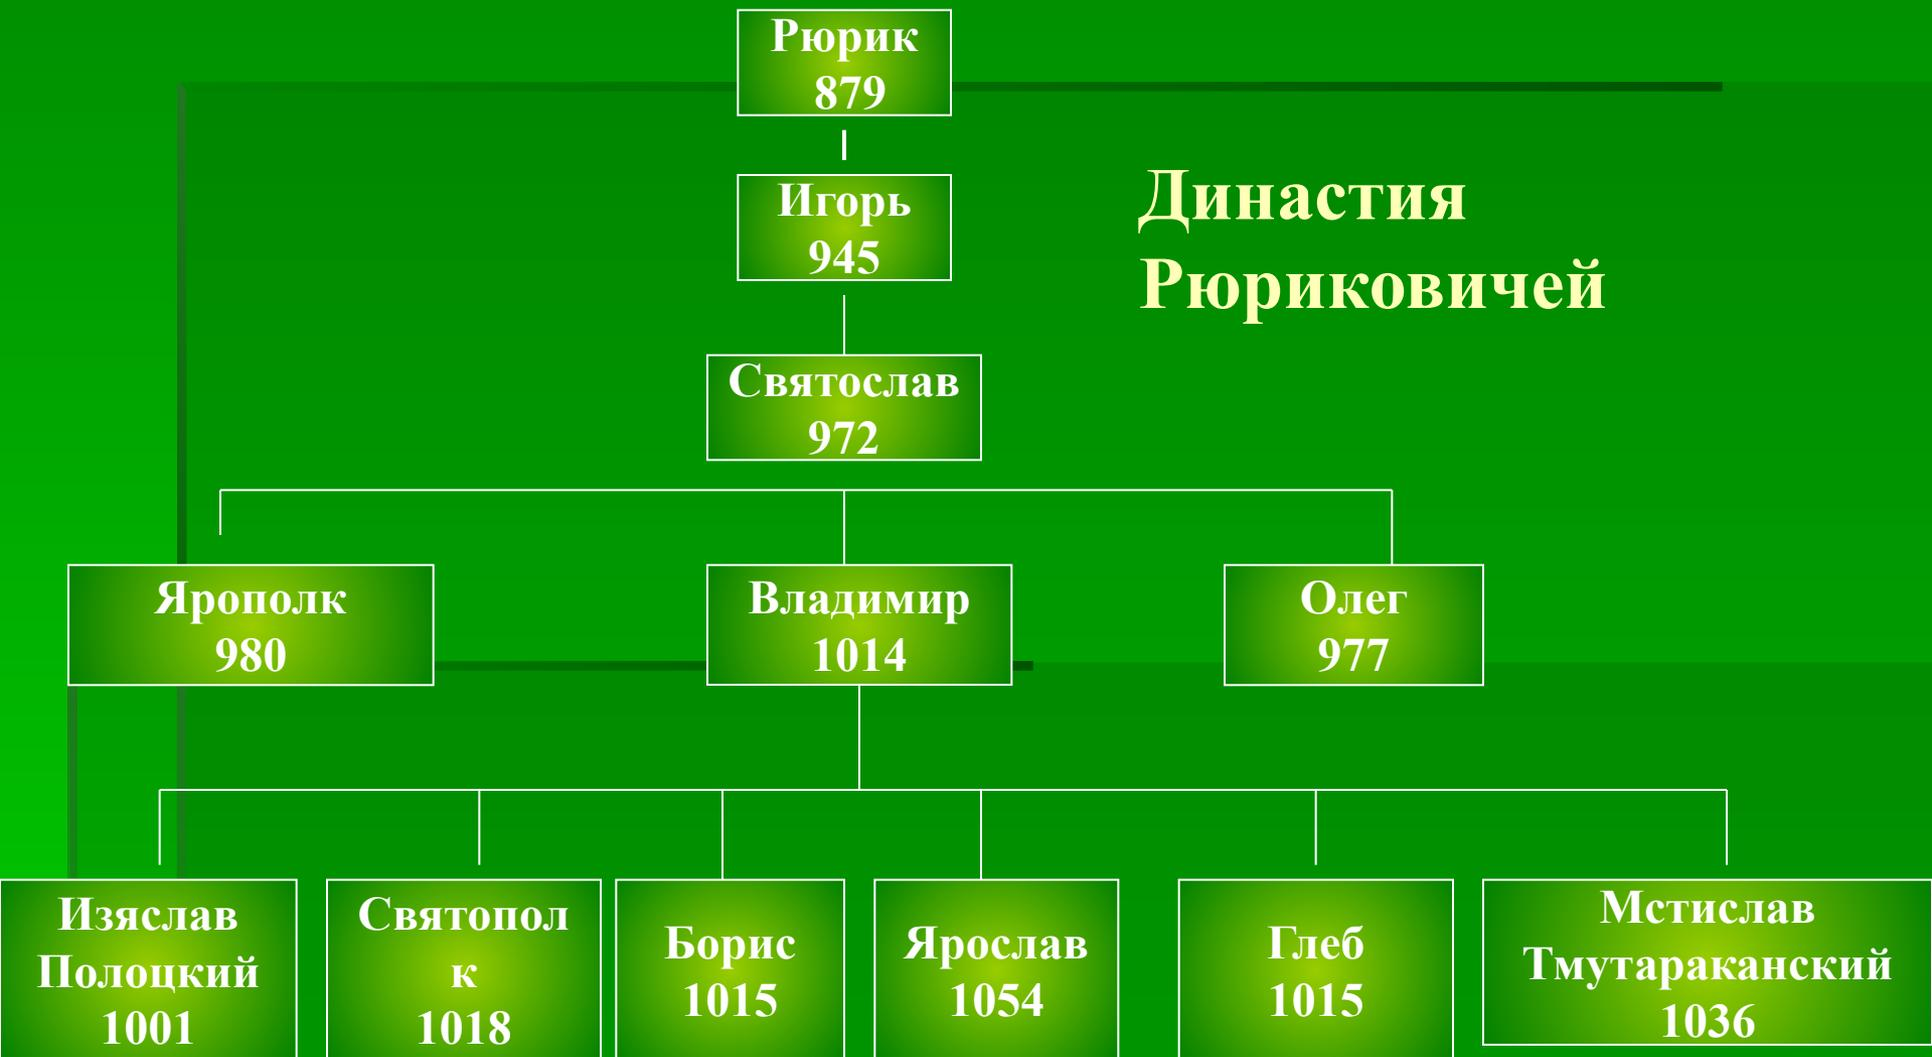 Рюрик
879
Игорь
945
Династия
Рюриковичей
Святослав
972
Ярополк
980
Владимир
1014
Олег
977
Изяслав
Полоцкий
1001
Святопол
к
1018
Борис
1015
Ярослав
1054
Глеб
1015
Мстислав
Тмутараканский
1036